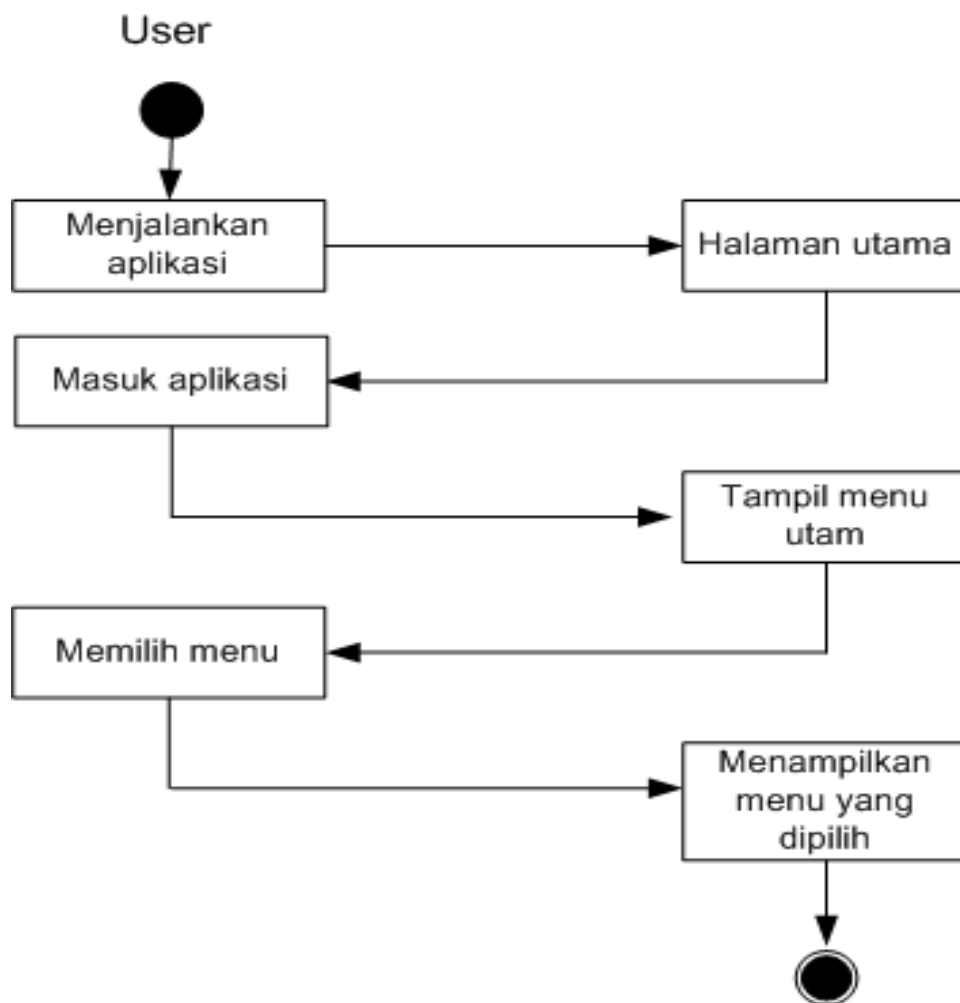 User
Menjalankan
aplikasi
Halaman utama
Masuk aplikasi
Tampil menu
utam
Memilih menu
Menampilkan
menu yang
dipilih